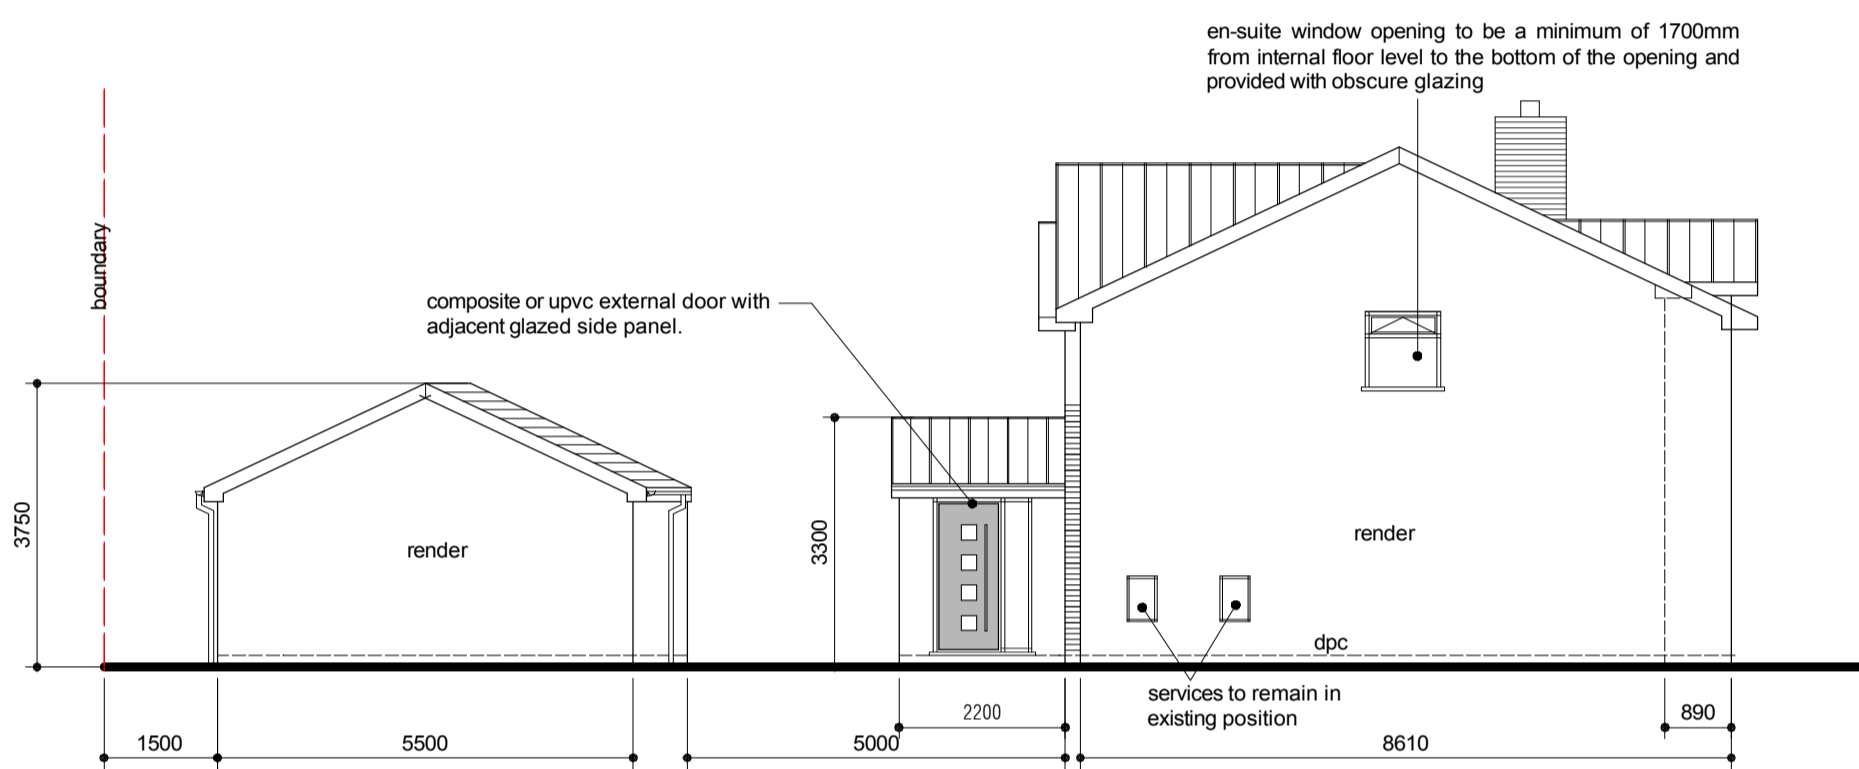 en-suite window opening to be a minimum of 1700mm
from internal floor level to the bottom of the opening and
provided with obscure glazing
boundary
composite or upvc external door with
adjacent glazed side panel.
3750
render
3300
render
dpc
services to remain in
existing position
2200
890
1500
5500
5000
8610